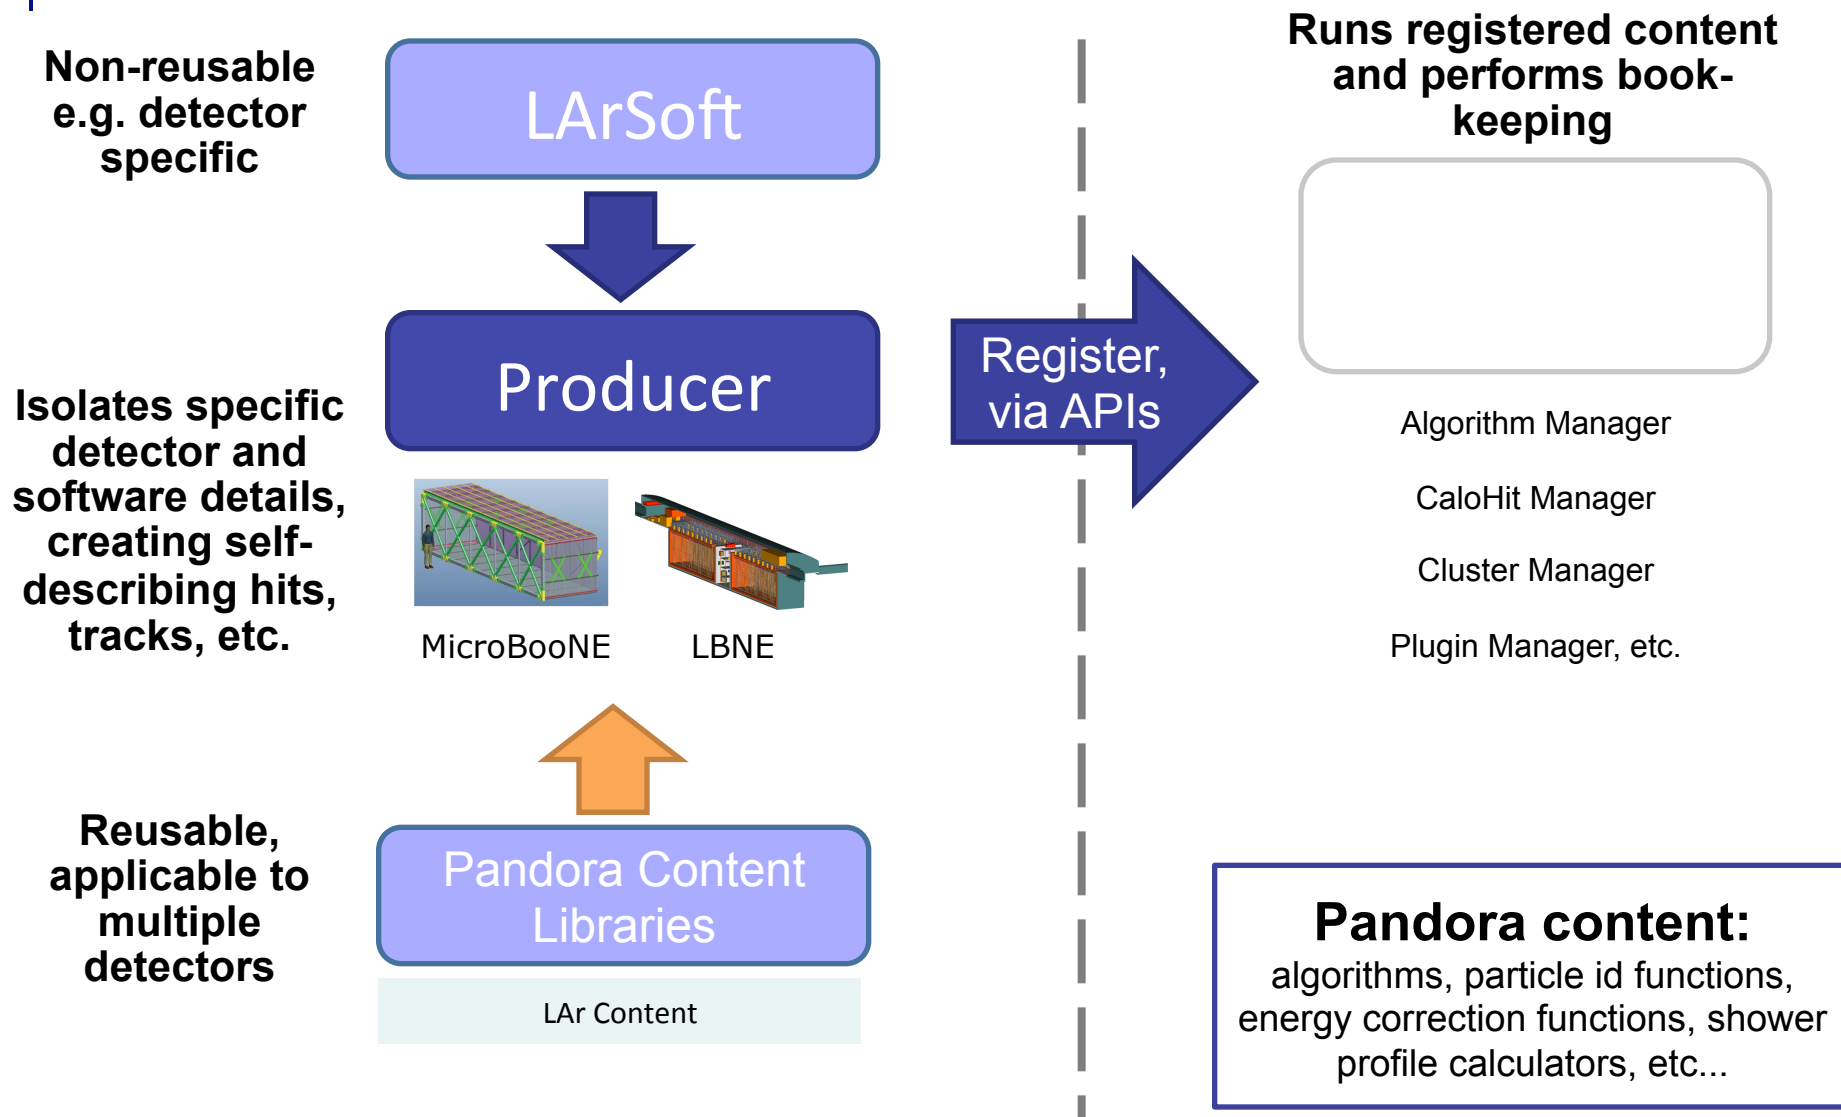 Non-reusable
e.g. detector
specific
LArSoft
Runs registered content
and performs book-
keeping
Producer
Isolates specific
detector and
software details,
creating self-
describing hits,
tracks, etc.
MicroBooNE
LBNE
Register,
via APIs
Algorithm Manager
CaloHit Manager
Cluster Manager
Plugin Manager, etc.
Reusable,
applicable to
multiple
detectors
Pandora Content
Libraries
LAr Content
Pandora content:
algorithms, particle id functions,
energy correction functions, shower
profile calculators, etc...